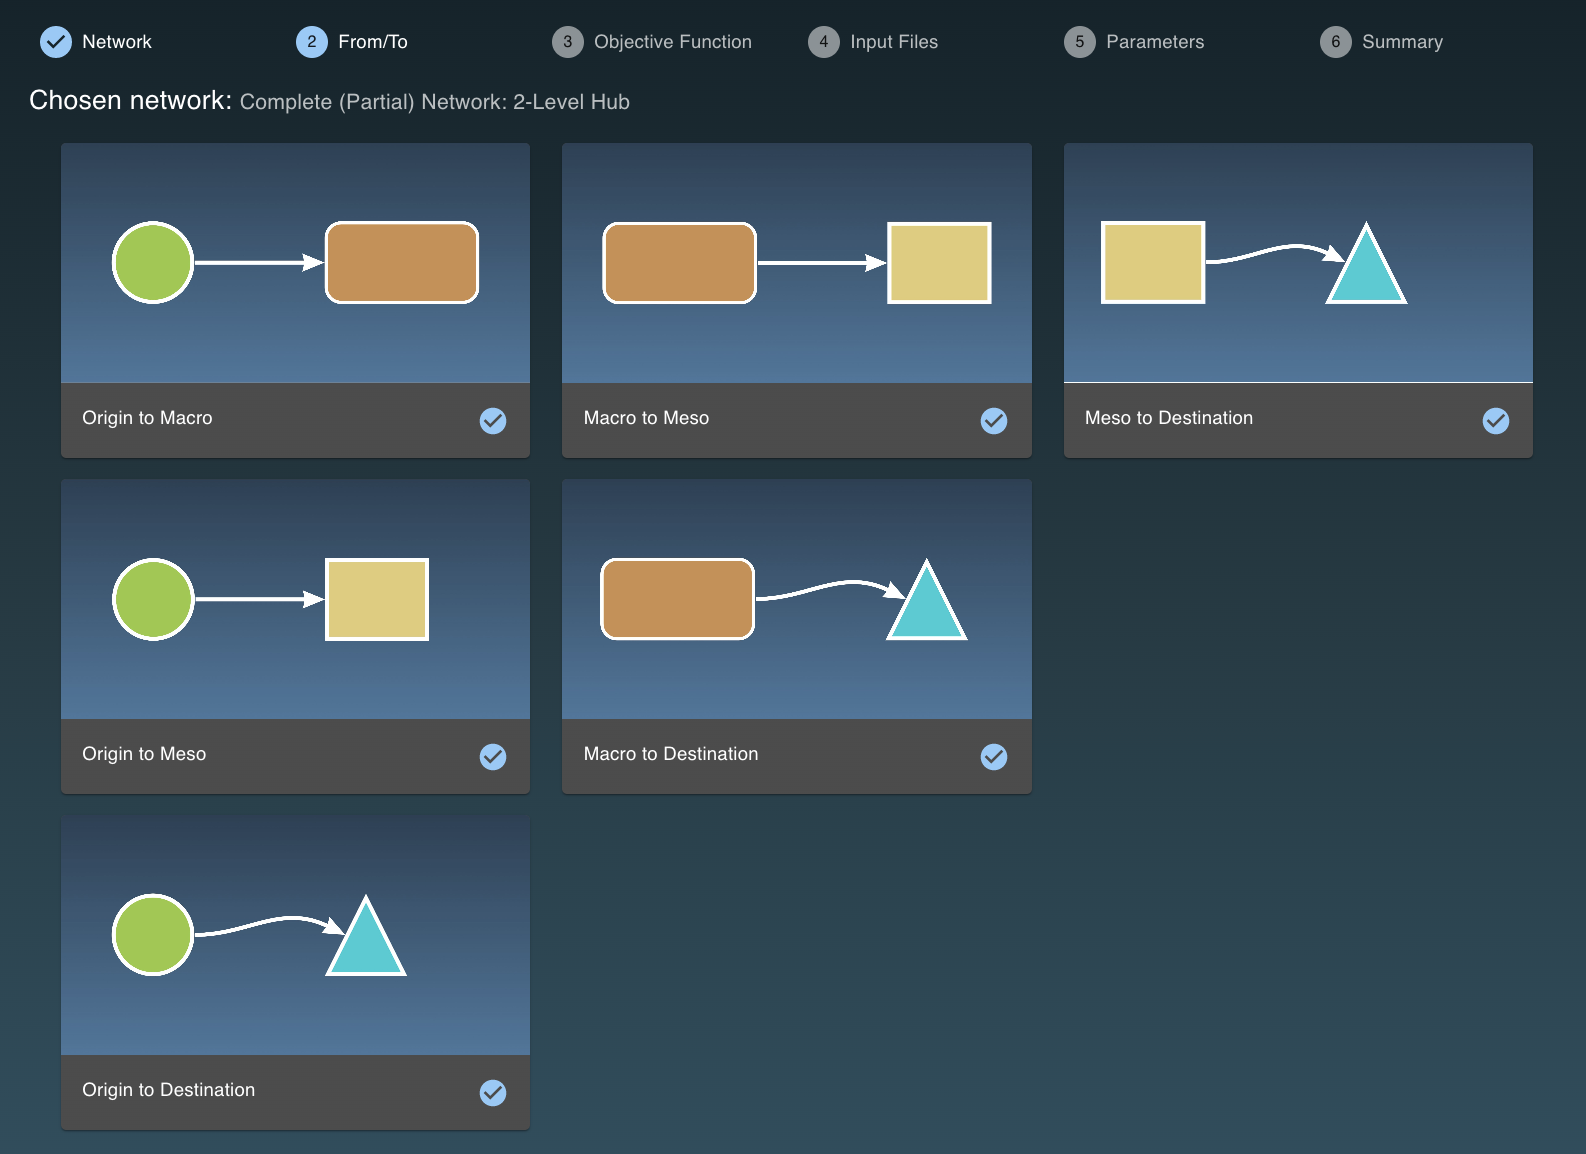 Network
2 From/To
3 Objective Function
4 Input Files
5 Parameters
6 Summary
Chosen network: Complete (Partial) Network: 2-Level Hub
Origin to Macro
Macro to Meso
Meso to Destination
Origin to Meso
Macro to Destination
Origin to Destination